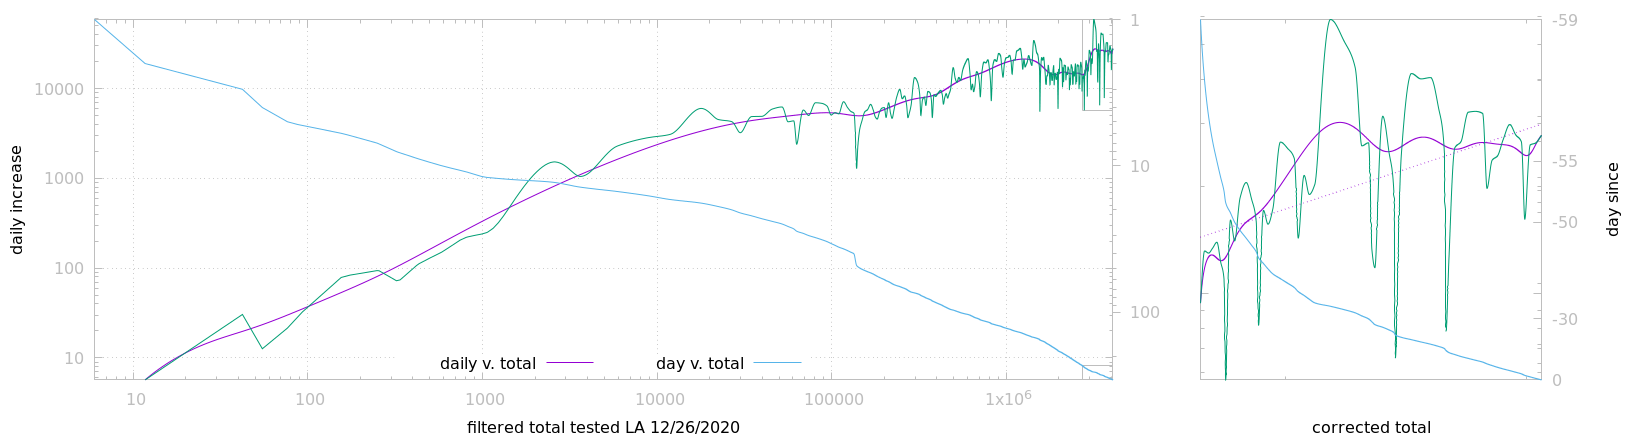 daily increase
10000
1000
100
10
10
100
1000
10000
100000
1x10^6
1
10
100
daily v. total
day v. total
filtered total tested LA 12/26/2020
-59
-55
-50
-30
0
day since
corrected total